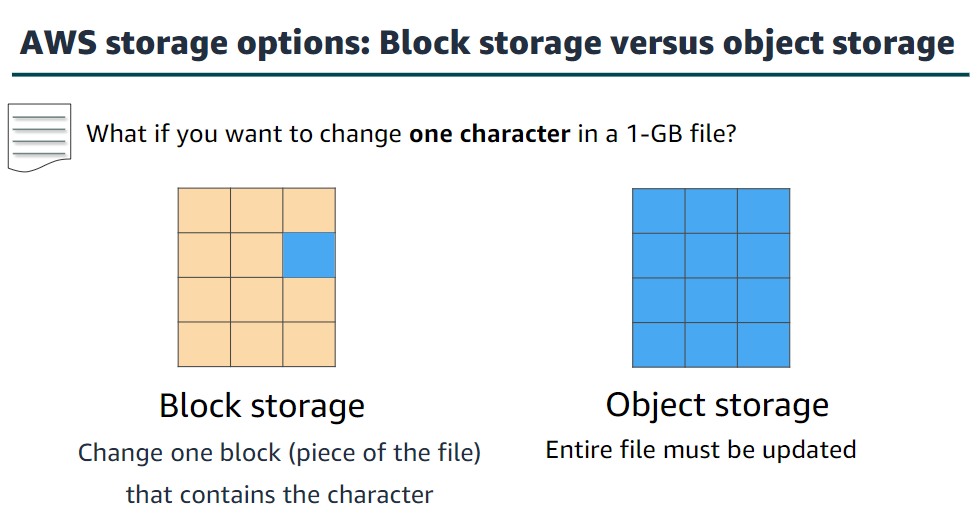 AWS storage options: Block storage versus object storage
What if you want to change one character in a 1-GB file?
Block storage
Change one block (piece of the file)
that contains the character
Object storage
Entire file must be updated